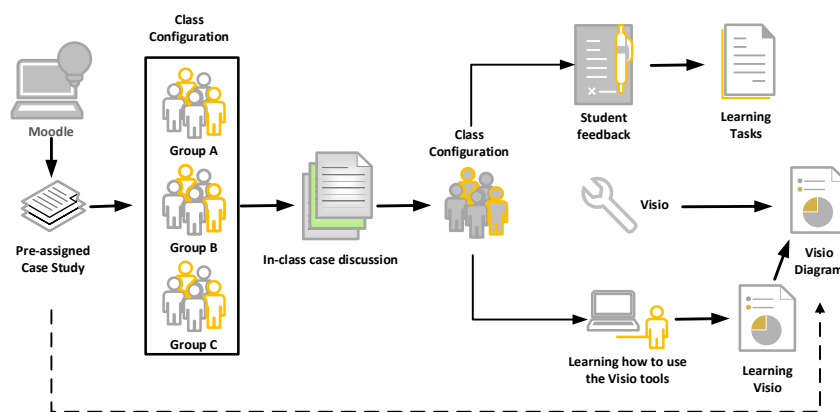 Class
Configuration
Moodle
Pre-assigned
Case Study
Group A
Group B
Group C
In-class case discussion
Class
Configuration
Student
feedback
Learning
Tasks
Visio
Visio
Diagram
Learning how to use
the Visio tools
Learning
Visio